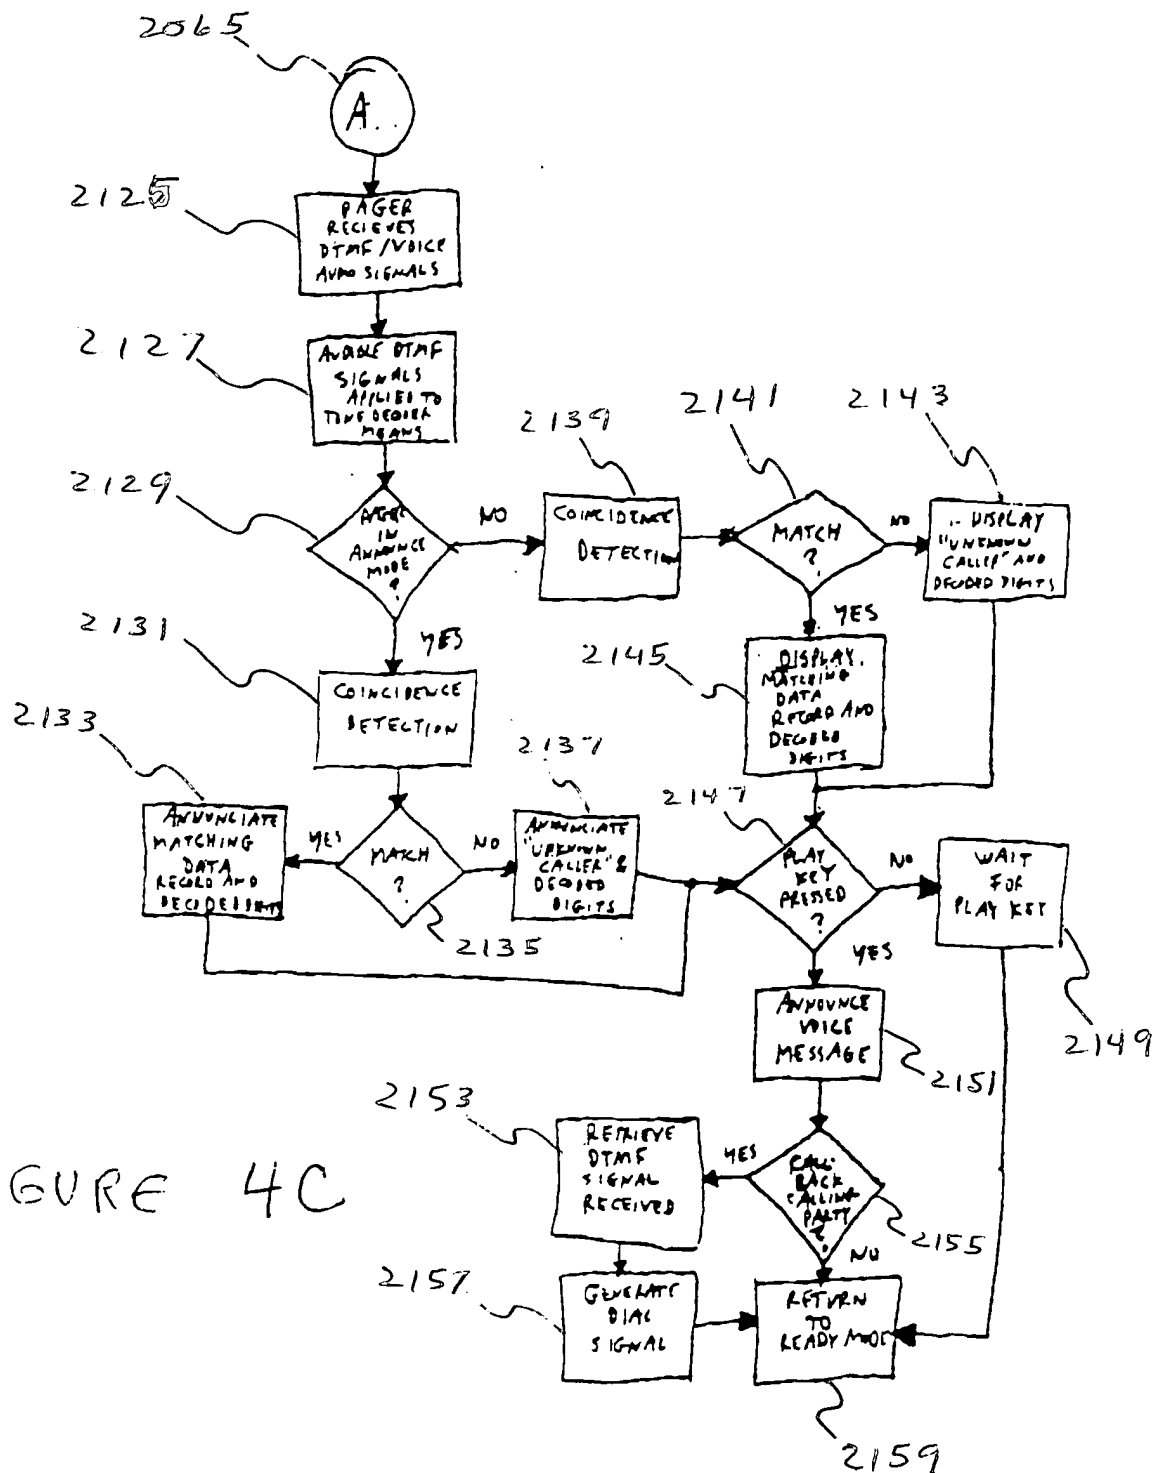 2065
A.
2125
PAGER
RECIEVES
DTMF/VOICE
AUDIO SIGNALS
2127
AUDIBLE DTMF
SIGNALS
APPLIED TO
TONE DECODER
MEANS
2129
PAGER
IN
ANNOUNCE
MODE
?
NO
YES
2139
COINCIDENCE
DETECTION
2141
MATCH
?
NO
YES
2143
DISPLAY
"UNKNOWN
CALLER" AND
DECODED DIGITS
2145
DISPLAY
MATCHING
DATA
RECORD AND
DECODED
DIGITS
2131
COINCIDENCE
DETECTION
2133
ANNUNCIATE
MATCHING
DATA
RECORD AND
DECODED DIGITS
YES
MATCH
?
2135
NO
2137
ANNUNCIATE
"UNKNOWN
CALLER" &
DECODED
DIGITS
2147
PLAY
KEY
PRESSED
?
NO
YES
WAIT
FOR
PLAY KEY
2149
ANNOUNCE
VOICE
MESSAGE
2151
2153
RETRIEVE
DTMF
SIGNAL
RECEIVED
YES
CALL
BACK
CALLING
PARTY
?
2155
NO
2157
GENERATE
DIAL
SIGNAL
RETURN
TO
READY MODE
2159
GURE 4C